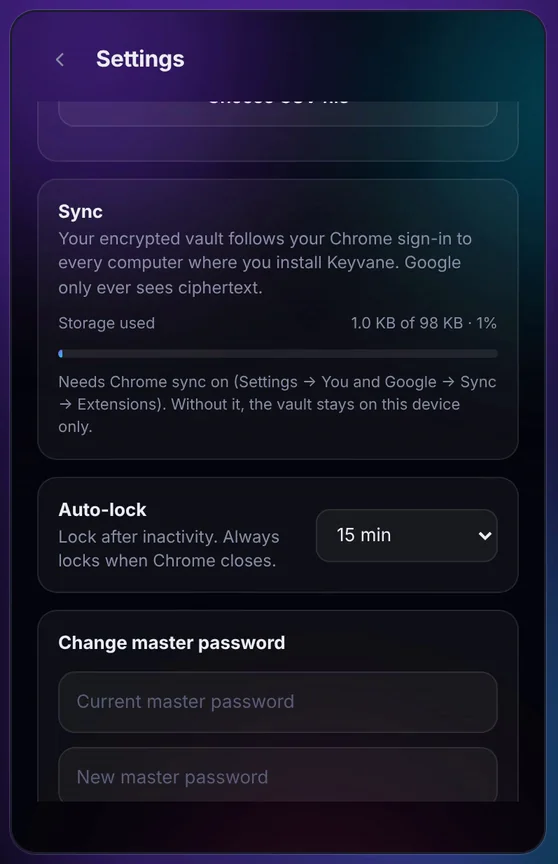 Settings
Sync
Your encrypted vault follows your Chrome sign-in to
every computer where you install Keyvane. Google
only ever sees ciphertext.
Storage used
1.0 KB of 98 KB · 1%
Needs Chrome sync on (Settings → You and Google → Sync
→ Extensions). Without it, the vault stays on this device
only.
Auto-lock
Lock after inactivity. Always
locks when Chrome closes.
15 min
Change master password
Current master password
New master password